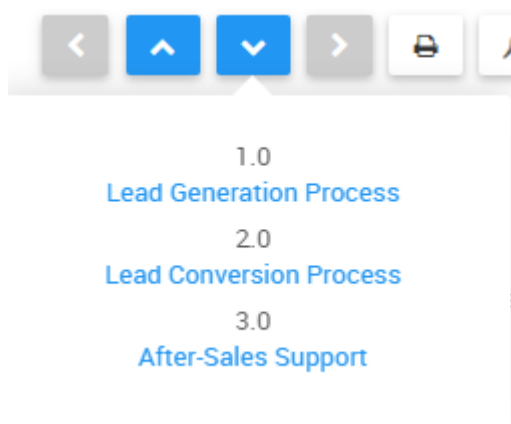 1.0
Lead Generation Process
2.0
Lead Conversion Process
3.0
After-Sales Support